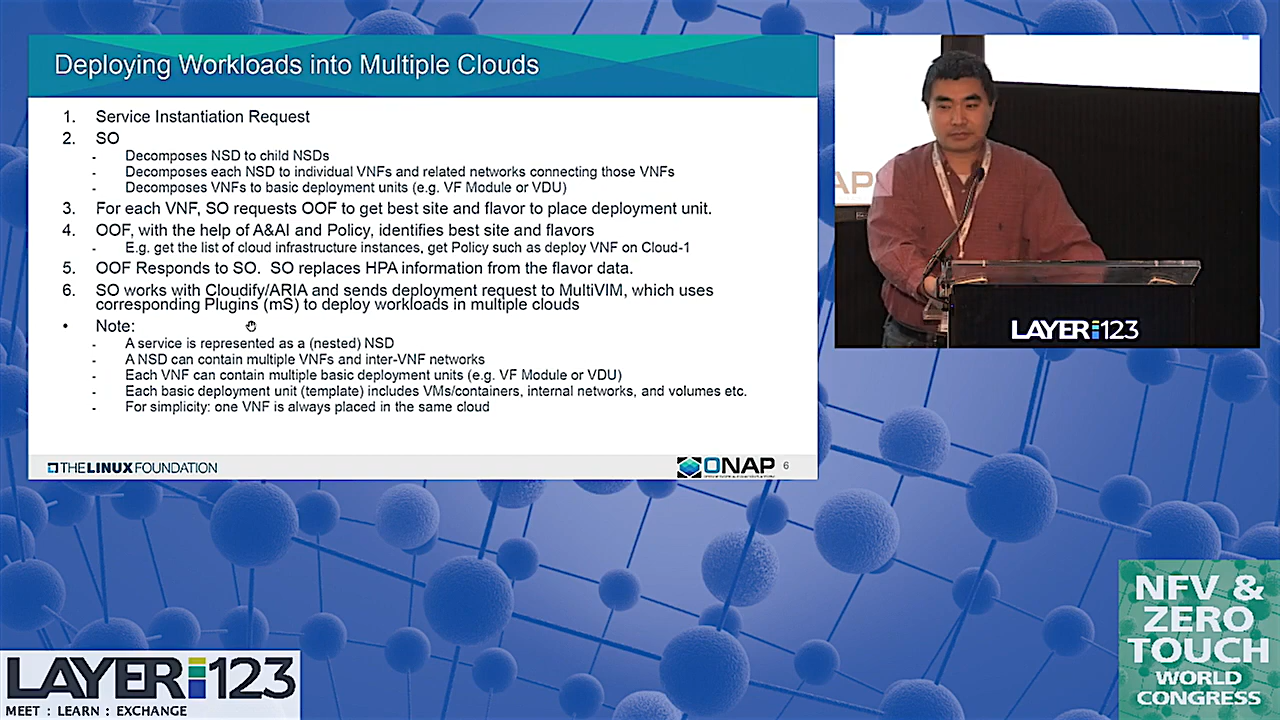 Deploying Workloads into Multiple Clouds
1. Service Instantiation Request
2. SO
- Decomposes NSD to child NSDs
- Decomposes each NSD to individual VNFs and related networks connecting those VNFs
- Decomposes VNFs to basic deployment units (e.g. VF Module or VDU)
3. For each VNF, SO requests OOF to get best site and flavor to place deployment unit.
4. OOF, with the help of A&AI and Policy, identifies best site and flavors
- E.g. get the list of cloud infrastructure instances, get Policy such as deploy VNF on Cloud-1
5. OOF Responds to SO. SO replaces HPA information from the flavor data.
6. SO works with Cloudify/ARIA and sends deployment request to MultiVIM, which uses
corresponding Plugins (mS) to deploy workloads in multiple clouds
• Note:
- A service is represented as a (nested) NSD
- A NSD can contain multiple VNFs and inter-VNF networks
- Each VNF can contain multiple basic deployment units (e.g. VF Module or VDU)
- Each basic deployment unit (template) includes VMs/containers, internal networks, and volumes etc.
- For simplicity: one VNF is always placed in the same cloud
THE LINUX FOUNDATION
ONAP
6
AP
LAYER123
NFV &
ZERO
TOUCH
WORLD
CONGRESS
LAYER123
MEET : LEARN : EXCHANGE